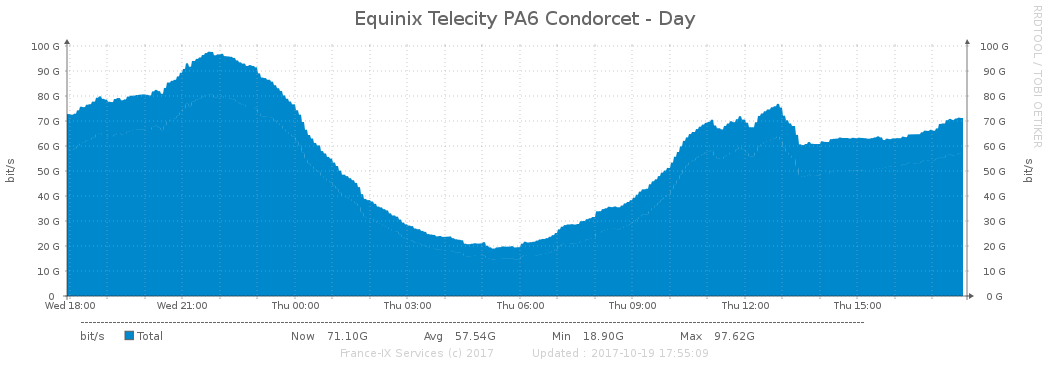 Equinix Telecity PA6 Condorcet - Day
RRDTOOL / TOBI OETIKER
bit/s
100 G
90 G
80 G
70 G
60 G
50 G
40 G
30 G
20 G
10 G
0
100 G
90 G
80 G
70 G
60 G
50 G
40 G
30 G
20 G
10 G
0 G
bit/s
Wed 18:00 Wed 21:00 Thu 00:00 Thu 03:00 Thu 06:00 Thu 09:00 Thu 12:00 Thu 15:00
bit/s Total Now 71.10G Avg 57.54G Min 18.90G Max 97.62G
France-IX Services (c) 2017 Updated : 2017-10-19 17:55:09